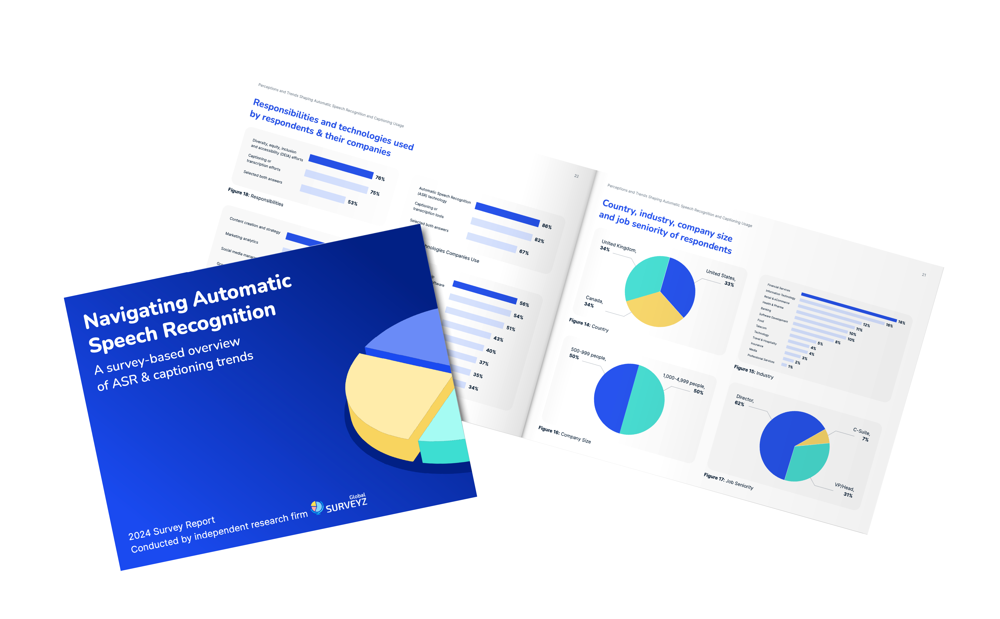 Perceptions and Trends Shaping Automatic Speech Recognition and Captioning Usage
Responsibilities and technologies used
by respondents & their companies
Diversity, equity, inclusion
and accessibility (DEIA) efforts
76%
Captioning or
transcription efforts
75%
Selected both answers
53%
Figure 18: Responsibilities
Content creation and strategy
Marketing analytics
Social media
22
Automatic Speech Recognition
(ASR) technology
86%
Captioning or
transcription tools
82%
Selected both answers
67%
Companies Use
56%
54%
51%
43%
40%
37%
35%
34%
Perceptions and Trends Shaping Automatic Speech Recognition and Captioning Usage
21
Country, industry, company size
and job seniority of respondents
United Kingdom,
34%
United States,
33%
Canada,
34%
Figure 14: Country
Financial Services
18%
Information Technology
16%
Retail & eCommerce
12%
Health & Pharma
11%
Banking
10%
Software Development
10%
Food
8%
Telecom
5%
Technology
4%
Travel & Hospitality
4%
Insurance
3%
Media
2%
Professional Services
1%
Figure 15: Industry
500-999 people,
50%
1,000-4,999 people,
50%
Figure 16: Company Size
Director,
62%
C-Suite,
7%
VP/Head,
31%
Figure 17: Job Seniority
Navigating Automatic
Speech Recognition
A survey-based overview
of ASR & captioning trends
2024 Survey Report
Conducted by independent research firm
Global
SURVEYZ